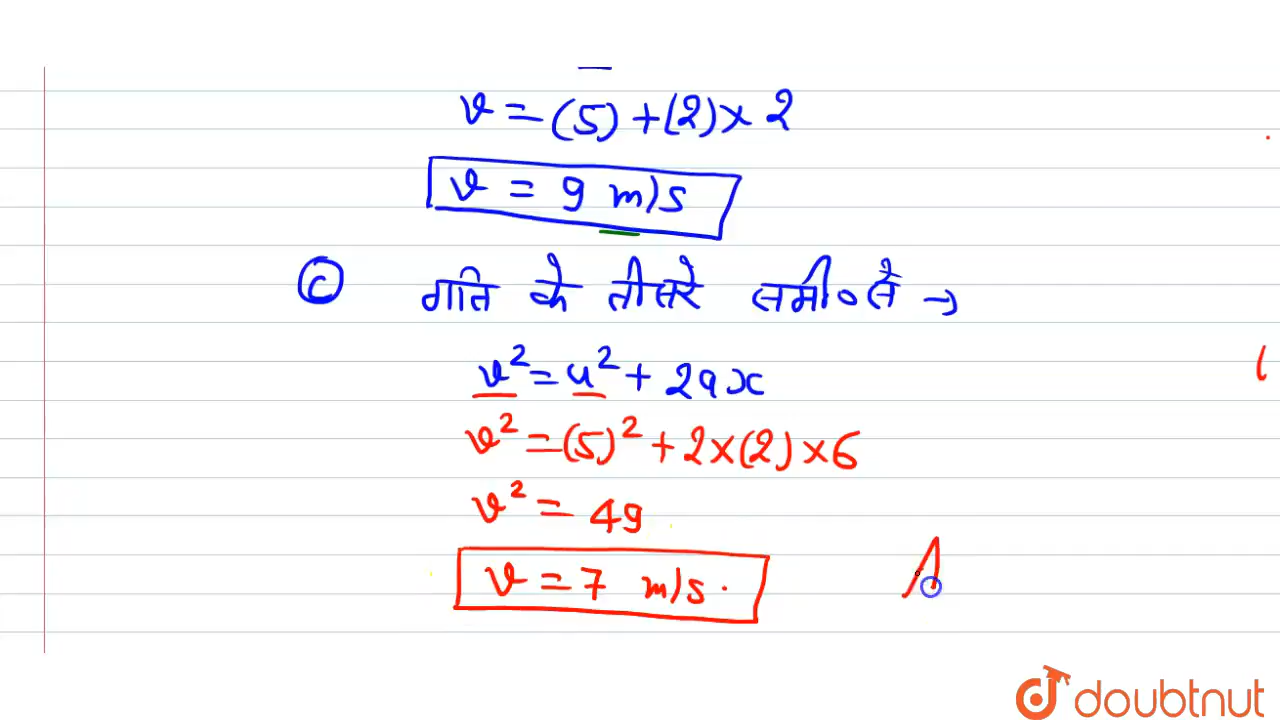 v = (5) + (2) × 2
v = 9 m/s
(c) गति के तीसरे समी० से →
v² = u² + 2ax
v² = (5)² + 2 × (2) × 6
v² = 49
v = 7 m/s.
doubtnut